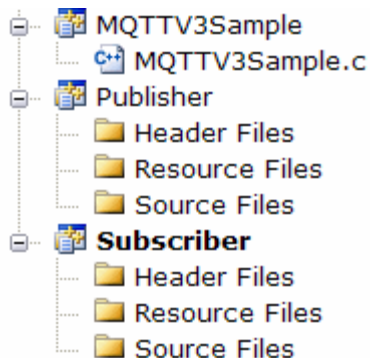 MQTTV3Sample
MQTTV3Sample.c
Publisher
Header Files
Resource Files
Source Files
Subscriber
Header Files
Resource Files
Source Files